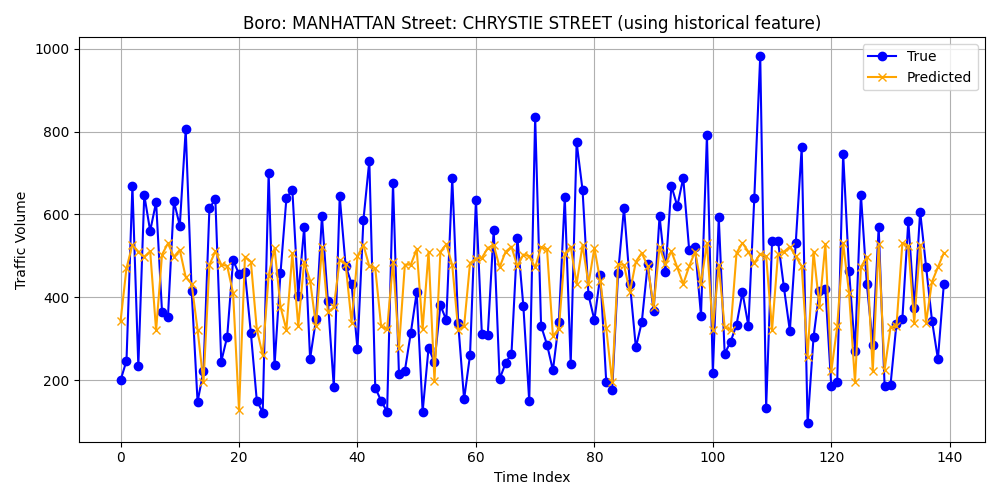 Boro: MANHATTAN Street: CHRYSTIE STREET (using historical feature)
True
Predicted
Traffic Volume
1000
800
600
400
200
0 20 40 60 80 100 120 140
Time Index